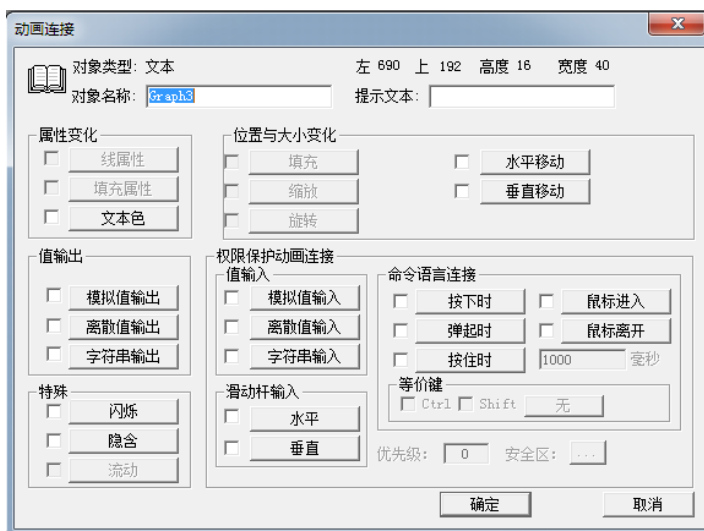 动画连接
对象类型: 文本 左 690 上 192 高度 16 宽度 40
对象名称: Graph3 提示文本:
属性变化
线属性
填充属性
文本色
位置与大小变化
填充 水平移动
缩放 垂直移动
旋转
值输出
模拟值输出
离散值输出
字符串输出
权限保护动画连接
值输入
模拟值输入
离散值输入
字符串输入
命令语言连接
按下时 鼠标进入
弹起时 鼠标离开
按住时 1000 毫秒
等价键
Ctrl Shift 无
特殊
闪烁
隐含
流动
滑动杆输入
水平
垂直
优先级: 0 安全区: ...
确定 取消